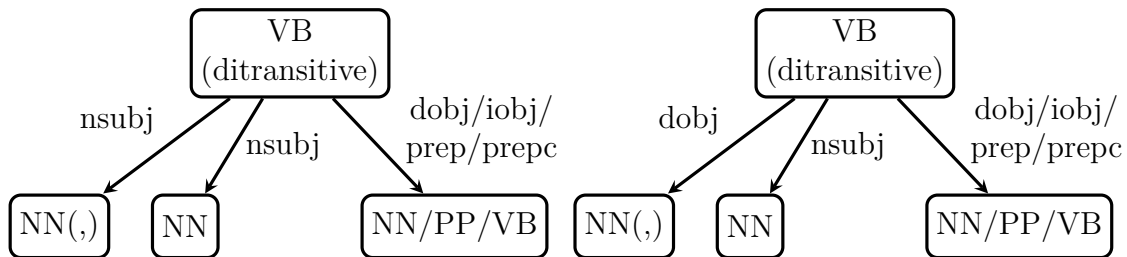 VB
(ditransitive)
nsubj
nsubj
dobj/iobj/
prep/prepc
NN(,)
NN
NN/PP/VB
VB
(ditransitive)
dobj
nsubj
dobj/iobj/
prep/prepc
NN(,)
NN
NN/PP/VB